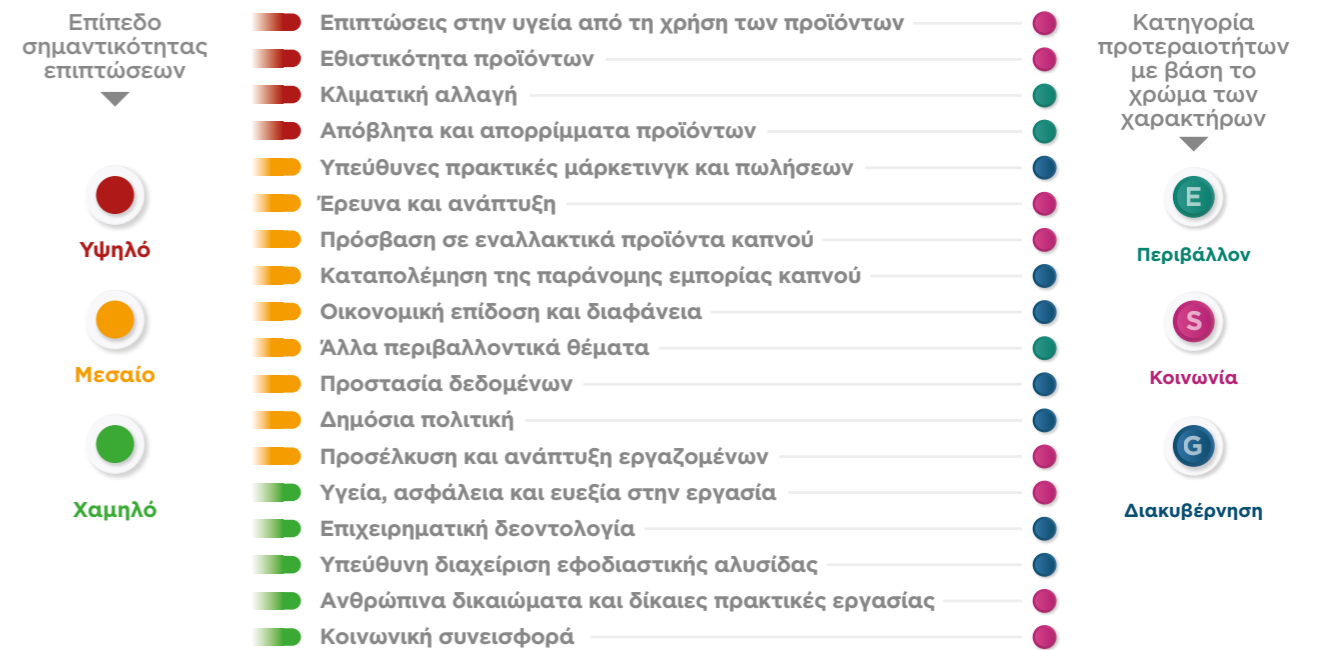 Επίπεδο
σημαντικότητας
επιπτώσεων
Υψηλό
Μεσαίο
Χαμηλό
Επιπτώσεις στην υγεία από τη χρήση των προϊόντων
Εθιστικότητα προϊόντων
Κλιματική αλλαγή
Απόβλητα και απορρίμματα προϊόντων
Υπεύθυνες πρακτικές μάρκετινγκ και πωλήσεων
Έρευνα και ανάπτυξη
Πρόσβαση σε εναλλακτικά προϊόντα καπνού
Καταπολέμηση της παράνομης εμπορίας καπνού
Οικονομική επίδοση και διαφάνεια
Άλλα περιβαλλοντικά θέματα
Προστασία δεδομένων
Δημόσια πολιτική
Προσέλκυση και ανάπτυξη εργαζομένων
Υγεία, ασφάλεια και ευεξία στην εργασία
Επιχειρηματική δεοντολογία
Υπεύθυνη διαχείριση εφοδιαστικής αλυσίδας
Ανθρώπινα δικαιώματα και δίκαιες πρακτικές εργασίας
Κοινωνική συνεισφορά
Κατηγορία
προτεραιοτήτων
με βάση το
χρώμα των
χαρακτήρων
E
Περιβάλλον
S
Κοινωνία
G
Διακυβέρνηση